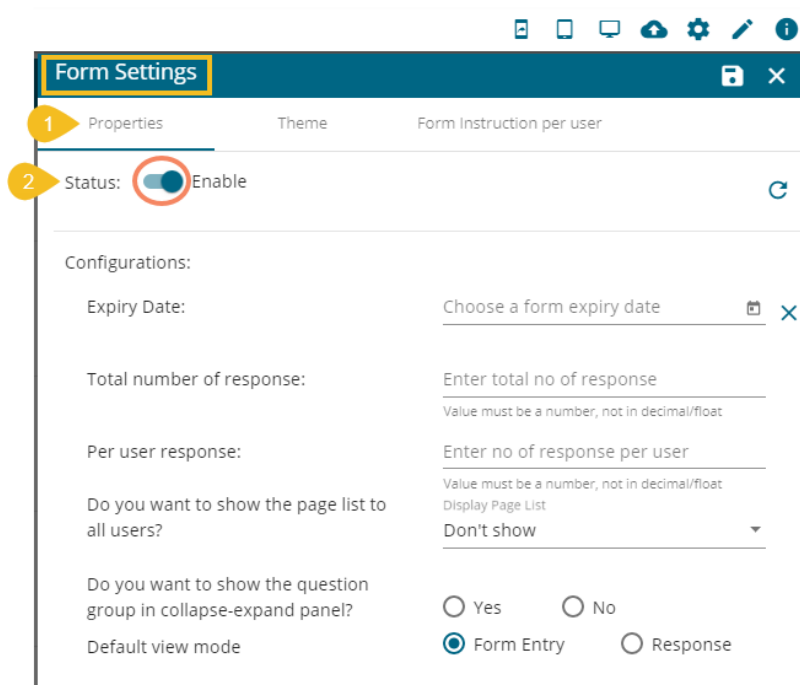 Form Settings
1 Properties Theme Form Instruction per user
2 Status: Enable
Configurations:
Expiry Date: Choose a form expiry date
Total number of response: Enter total no of response
Value must be a number, not in decimal/float
Per user response: Enter no of response per user
Value must be a number, not in decimal/float
Do you want to show the page list to
all users?
Display Page List
Don't show
Do you want to show the question
group in collapse-expand panel?
Yes No
Default view mode Form Entry Response